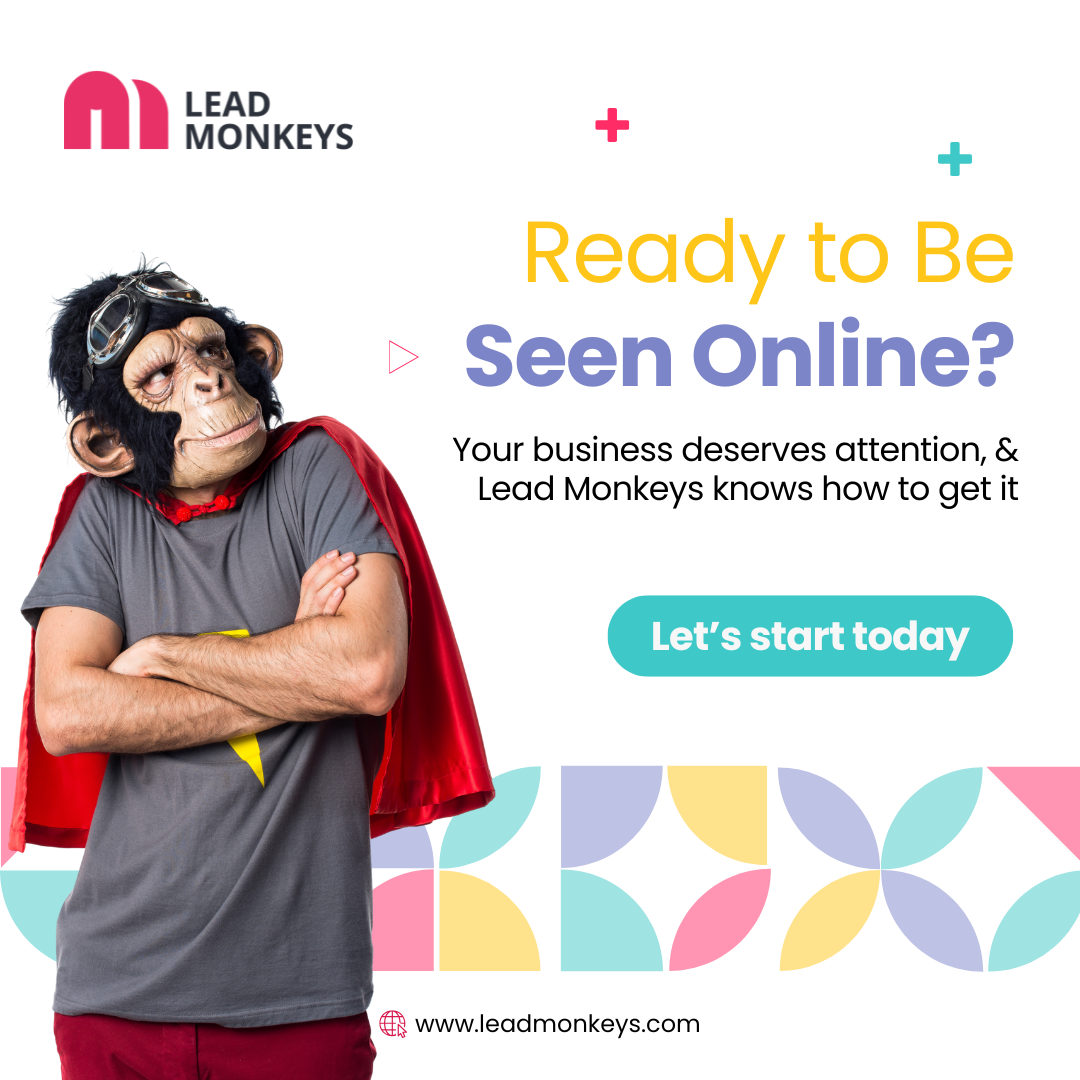 LEAD
MONKEYS
Ready to Be
Seen Online?
Your business deserves attention, &
Lead Monkeys knows how to get it
Let’s start today
www.leadmonkeys.com